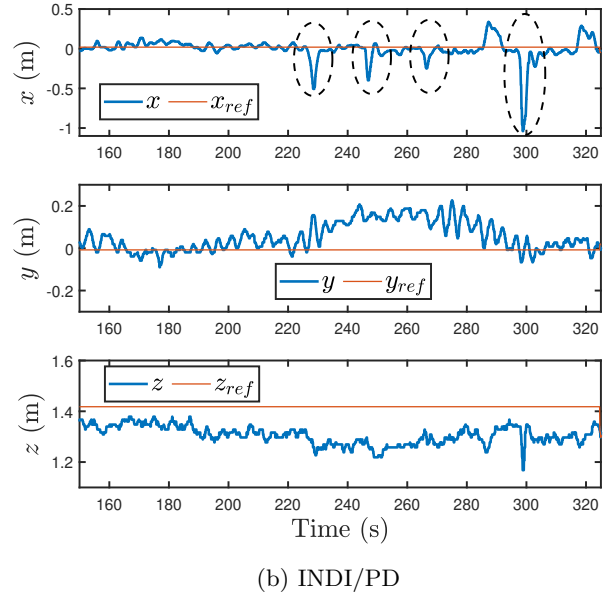 0.5
0
-0.5
-1
x (m)
x x_ref
160 180 200 220 240 260 280 300 320
0.2
0
-0.2
y (m)
y y_ref
160 180 200 220 240 260 280 300 320
1.6
1.4
1.2
z (m)
z z_ref
160 180 200 220 240 260 280 300 320
Time (s)
(b) INDI/PD